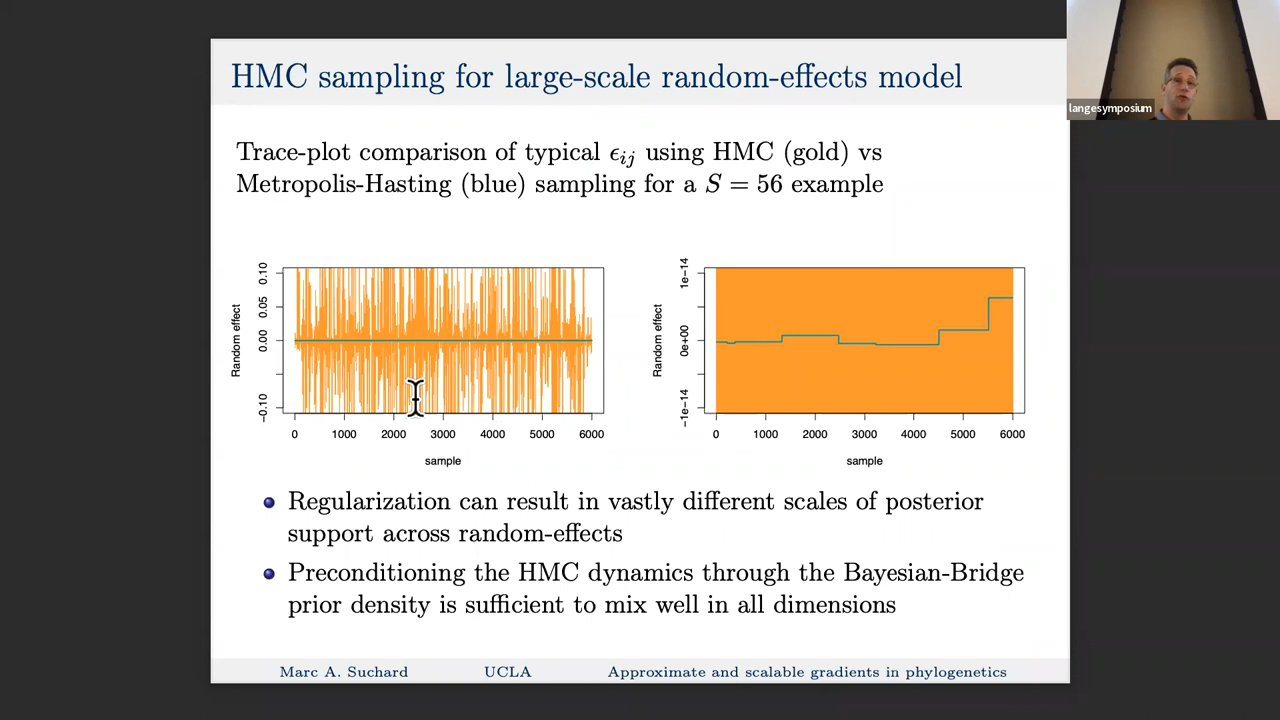 HMC sampling for large-scale random-effects model
langesymposium
Trace-plot comparison of typical ϵij using HMC (gold) vs
Metropolis-Hasting (blue) sampling for a S = 56 example
Random effect
0.10
0.05
0.00
−0.10
0 1000 2000 3000 4000 5000 6000
sample
Random effect
1e−14
0e+00
−1e−14
0 1000 2000 3000 4000 5000 6000
sample
Regularization can result in vastly different scales of posterior
support across random-effects
Preconditioning the HMC dynamics through the Bayesian-Bridge
prior density is sufficient to mix well in all dimensions
Marc A. Suchard UCLA Approximate and scalable gradients in phylogenetics